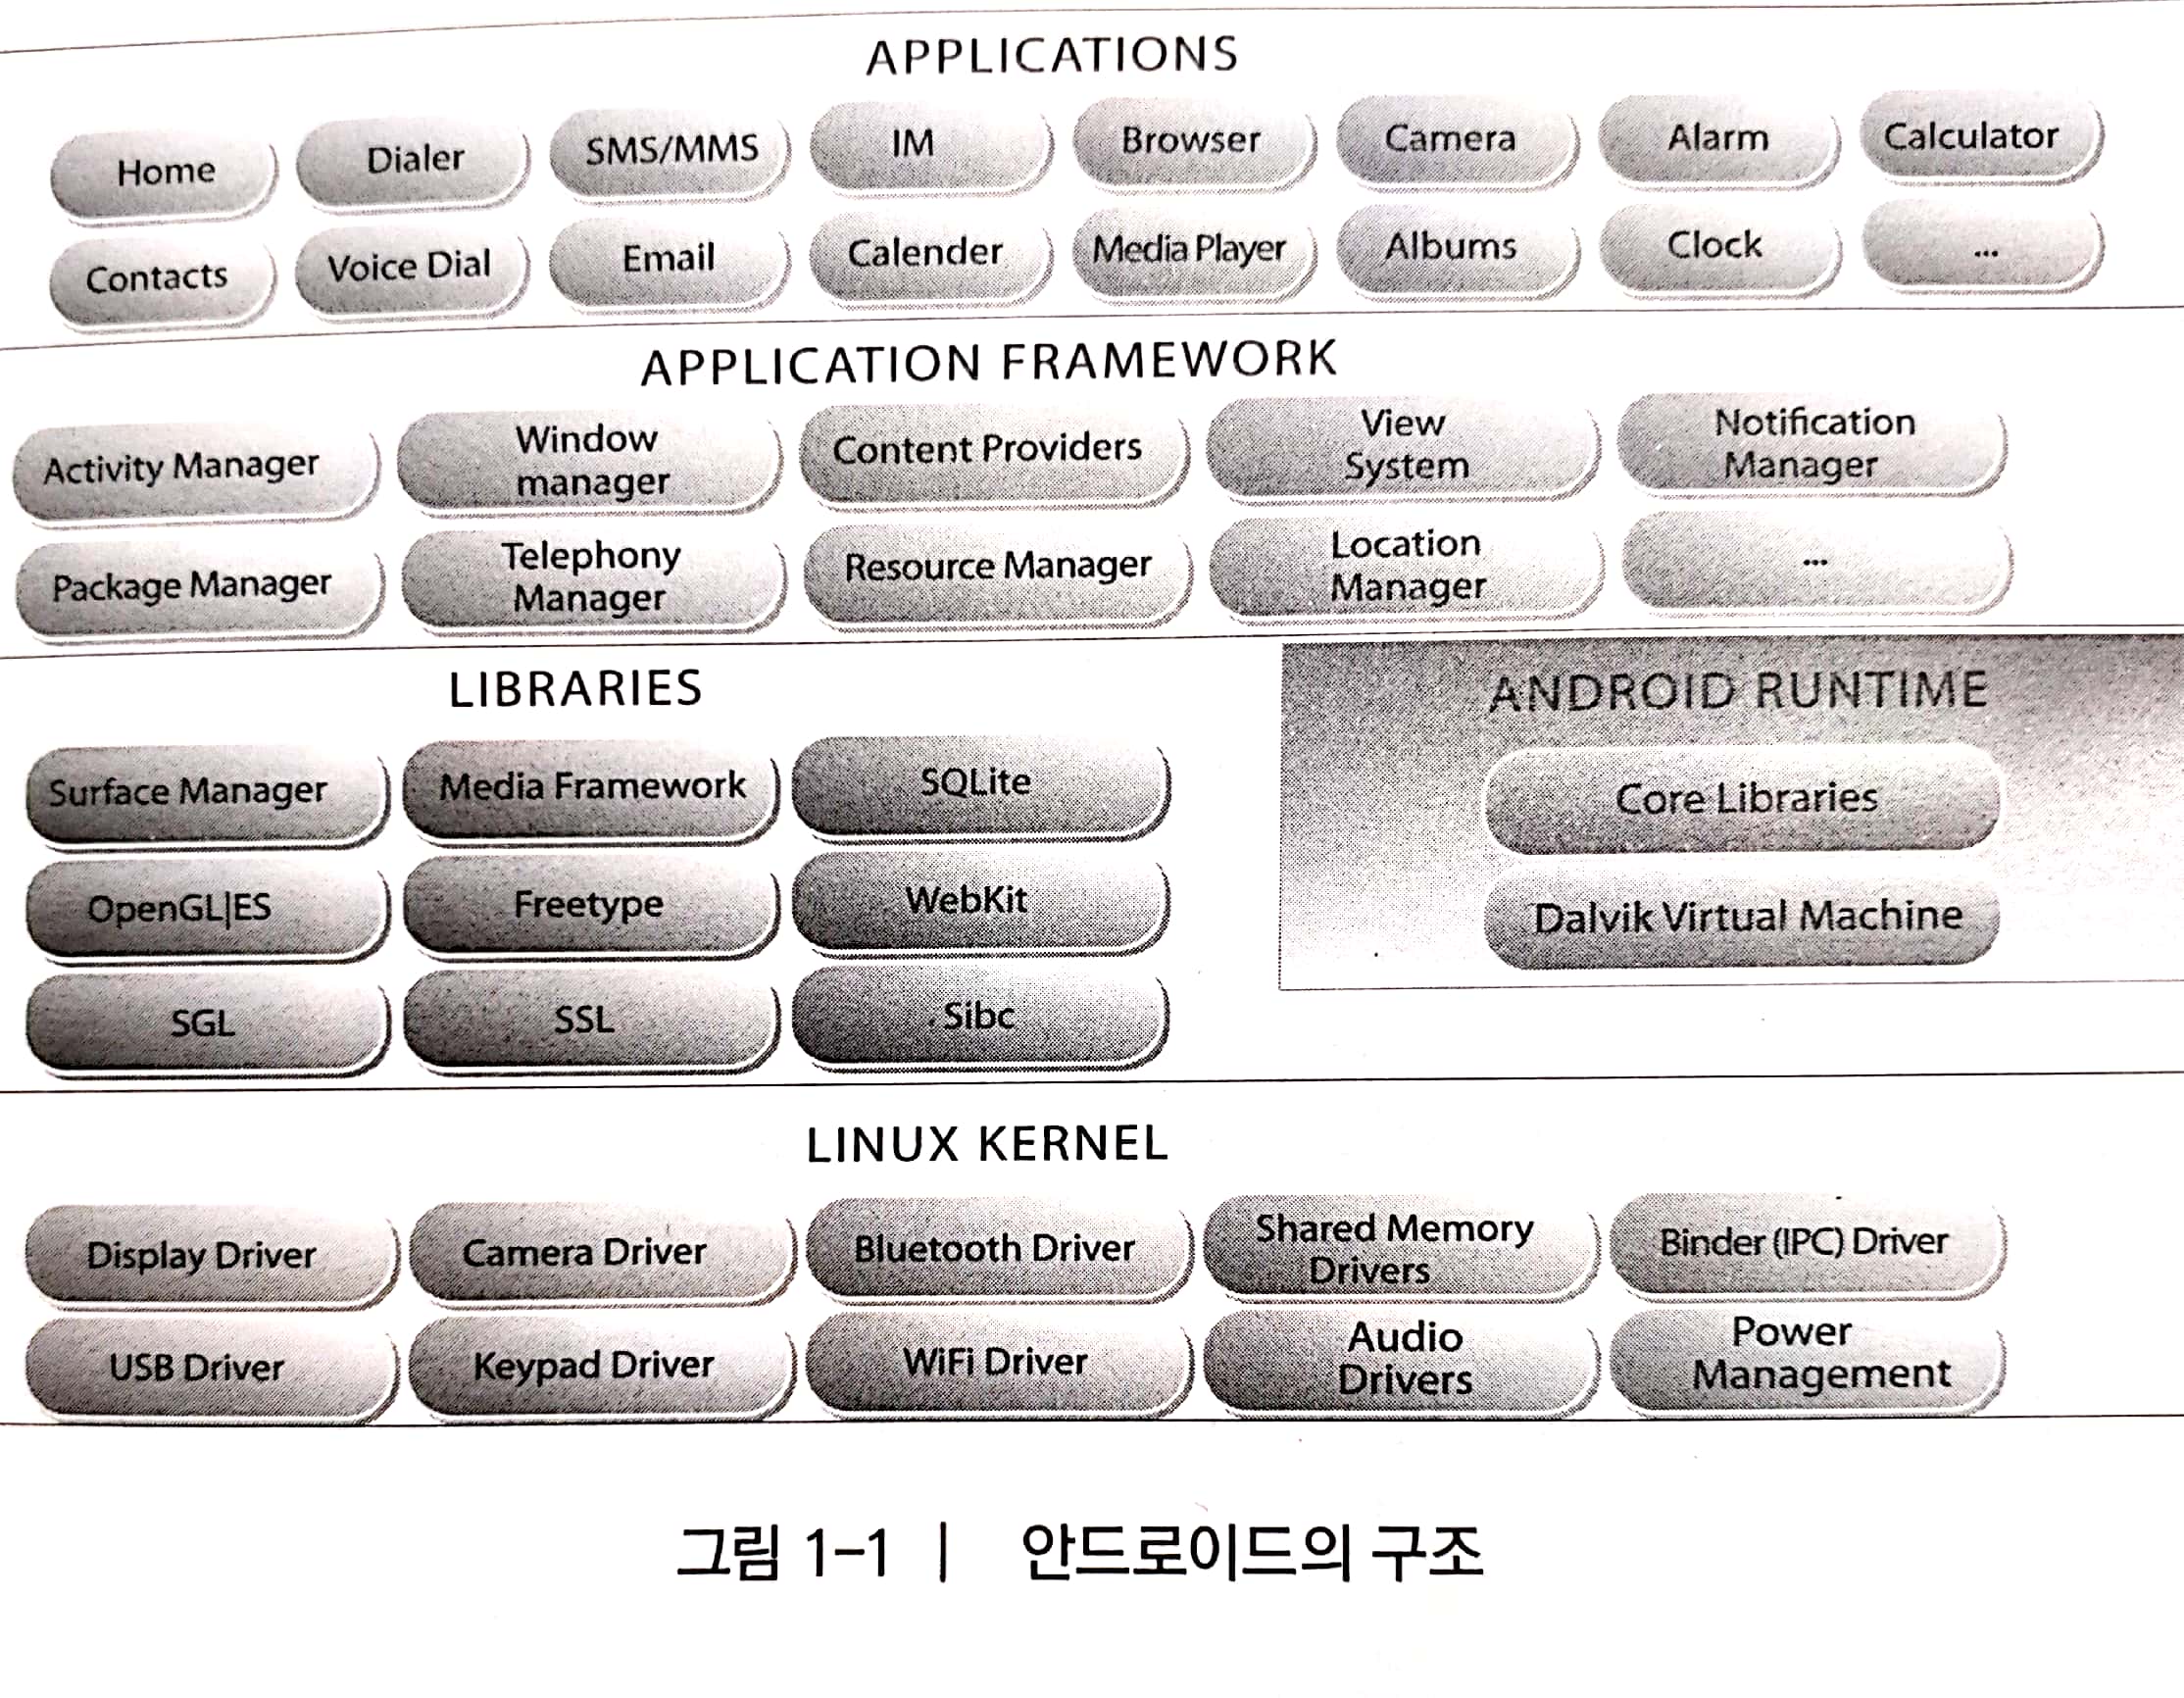 APPLICATIONS
Home Dialer SMS/MMS IM Browser Camera Alarm Calculator
Contacts Voice Dial Email Calender Media Player Albums Clock ...
APPLICATION FRAMEWORK
Activity Manager
Window
manager
Content Providers
View
System
Notification
Manager
Package Manager
Telephony
Manager
Resource Manager
Location
Manager
...
LIBRARIES
Surface Manager Media Framework SQLite
OpenGL|ES Freetype WebKit
SGL SSL Sibc
ANDROID RUNTIME
Core Libraries
Dalvik Virtual Machine
LINUX KERNEL
Display Driver
Camera Driver
Bluetooth Driver
Shared Memory
Drivers
Binder (IPC) Driver
USB Driver
Keypad Driver
WiFi Driver
Audio
Drivers
Power
Management
그림 1-1 | 안드로이드의 구조